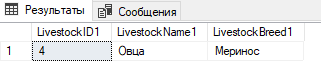 Результаты Сообщения
LivestockID1 LivestockName1 LivestockBreed1
1 4 Овца Меринос